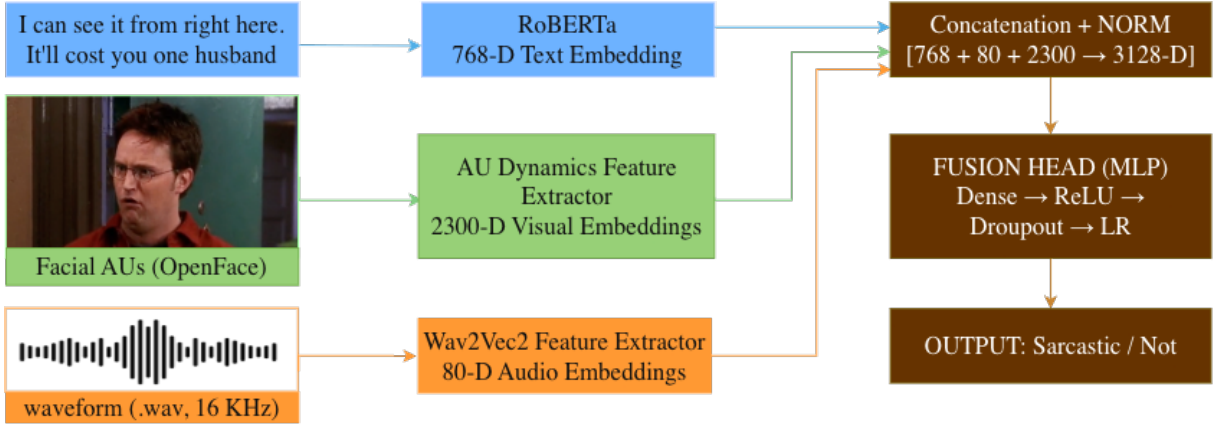 I can see it from right here.
It'll cost you one husband
RoBERTa
768-D Text Embedding
Concatenation + NORM
[768 + 80 + 2300 → 3128-D]
Facial AUs (OpenFace)
AU Dynamics Feature
Extractor
2300-D Visual Embeddings
FUSION HEAD (MLP)
Dense → ReLU →
Droupout → LR
waveform (.wav, 16 KHz)
Wav2Vec2 Feature Extractor
80-D Audio Embeddings
OUTPUT: Sarcastic / Not